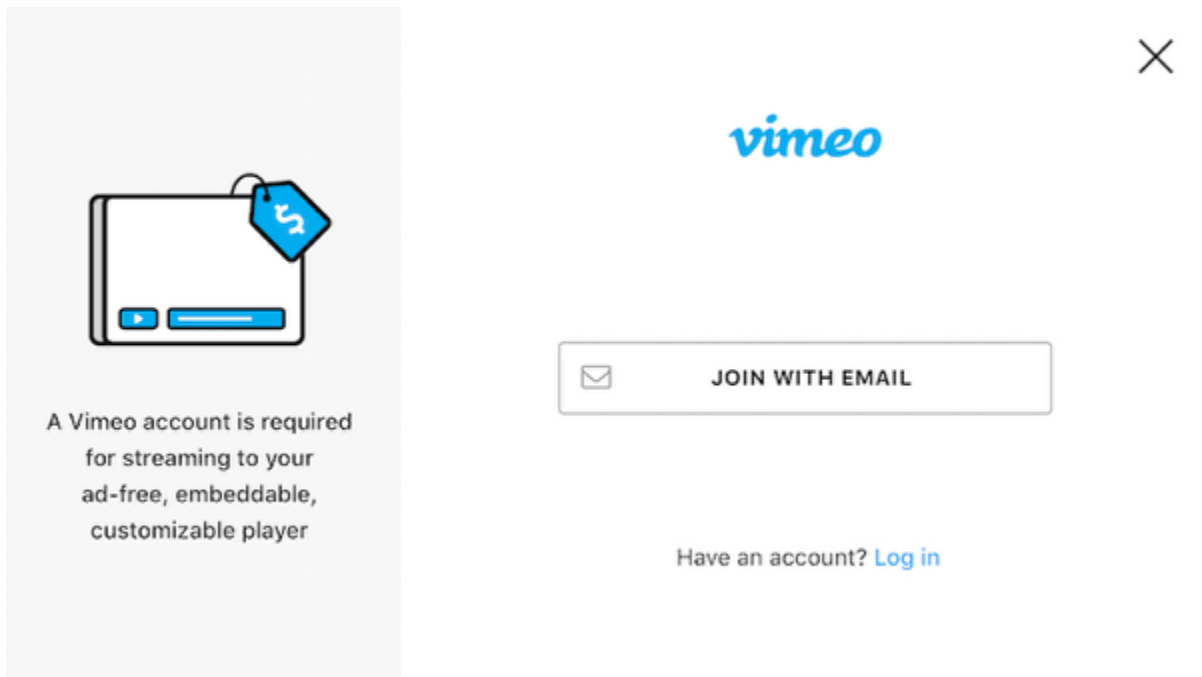 A Vimeo account is required
for streaming to your
ad-free, embeddable,
customizable player
vimeo
JOIN WITH EMAIL
Have an account? Log in